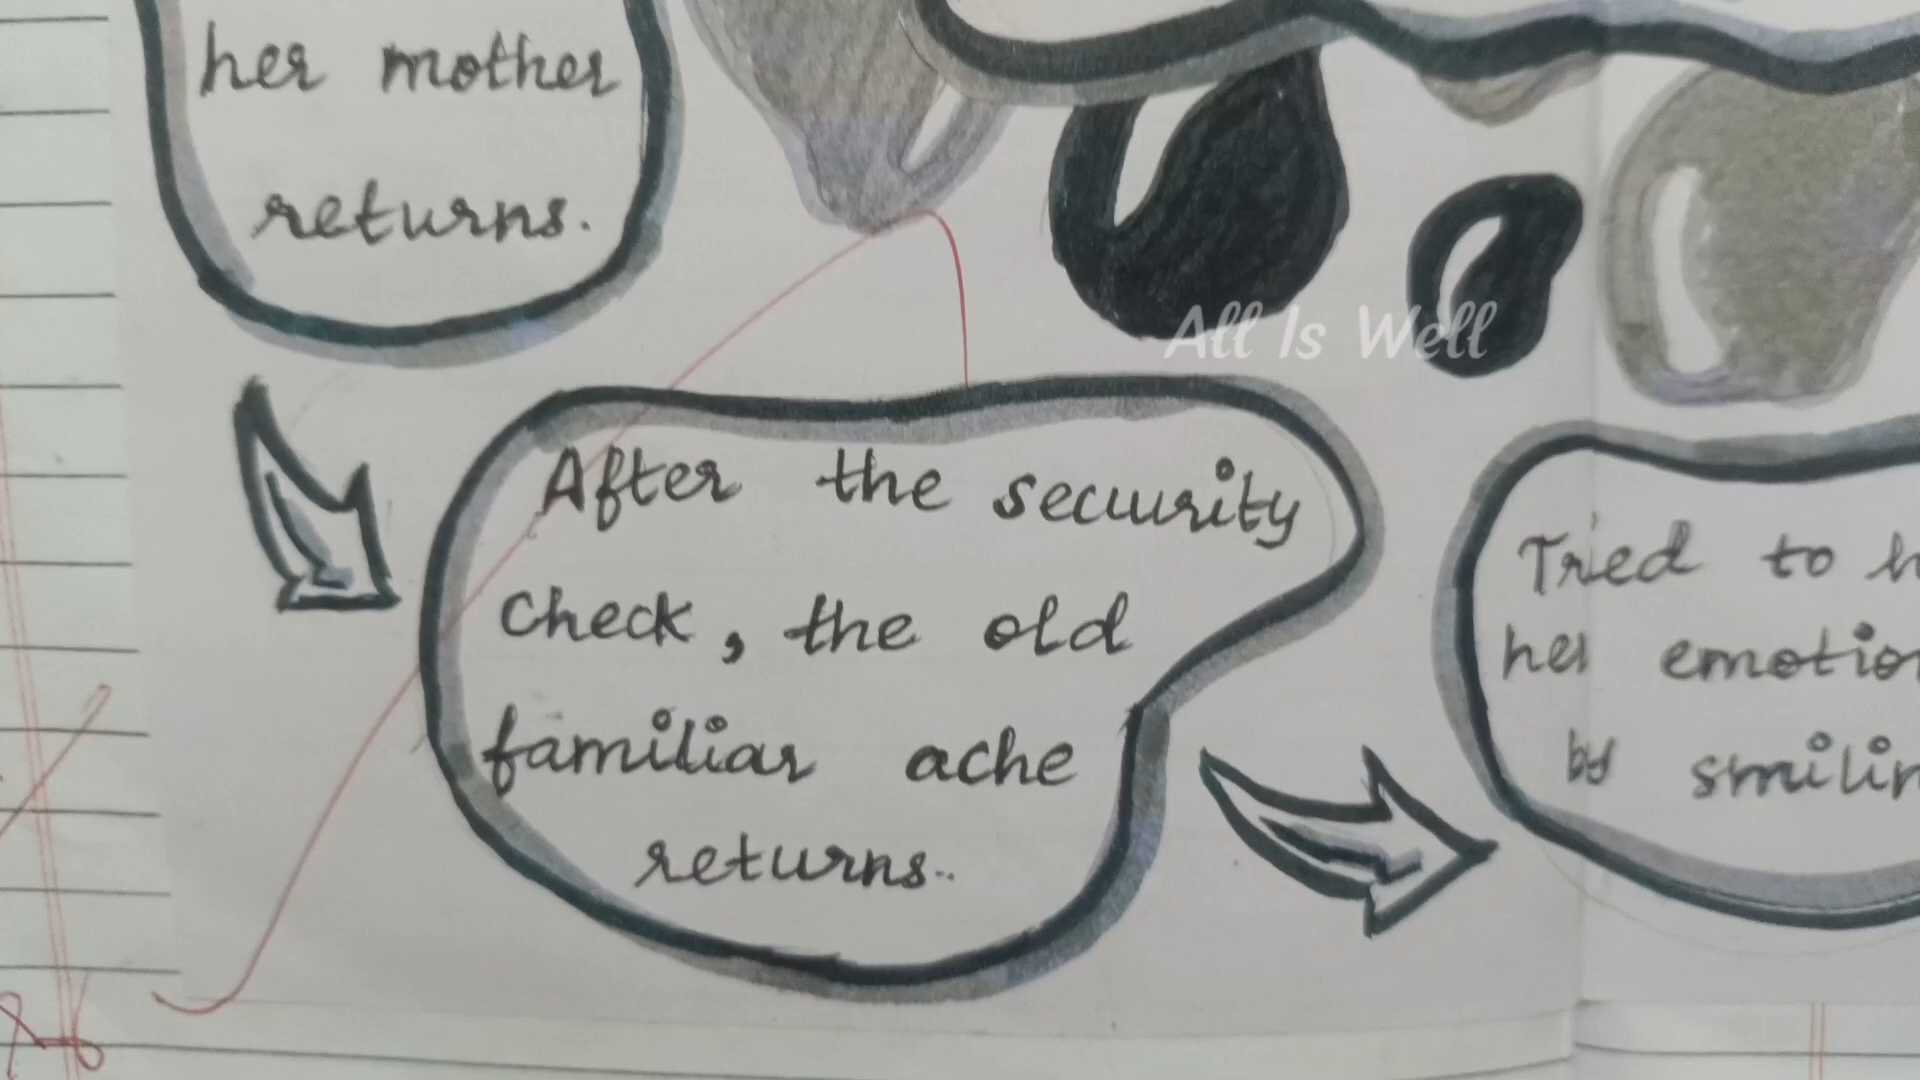 her mother
returns.
All Is Well
After the security
check, the old
familiar ache
returns..
Tried to h
her emotion
by smilin